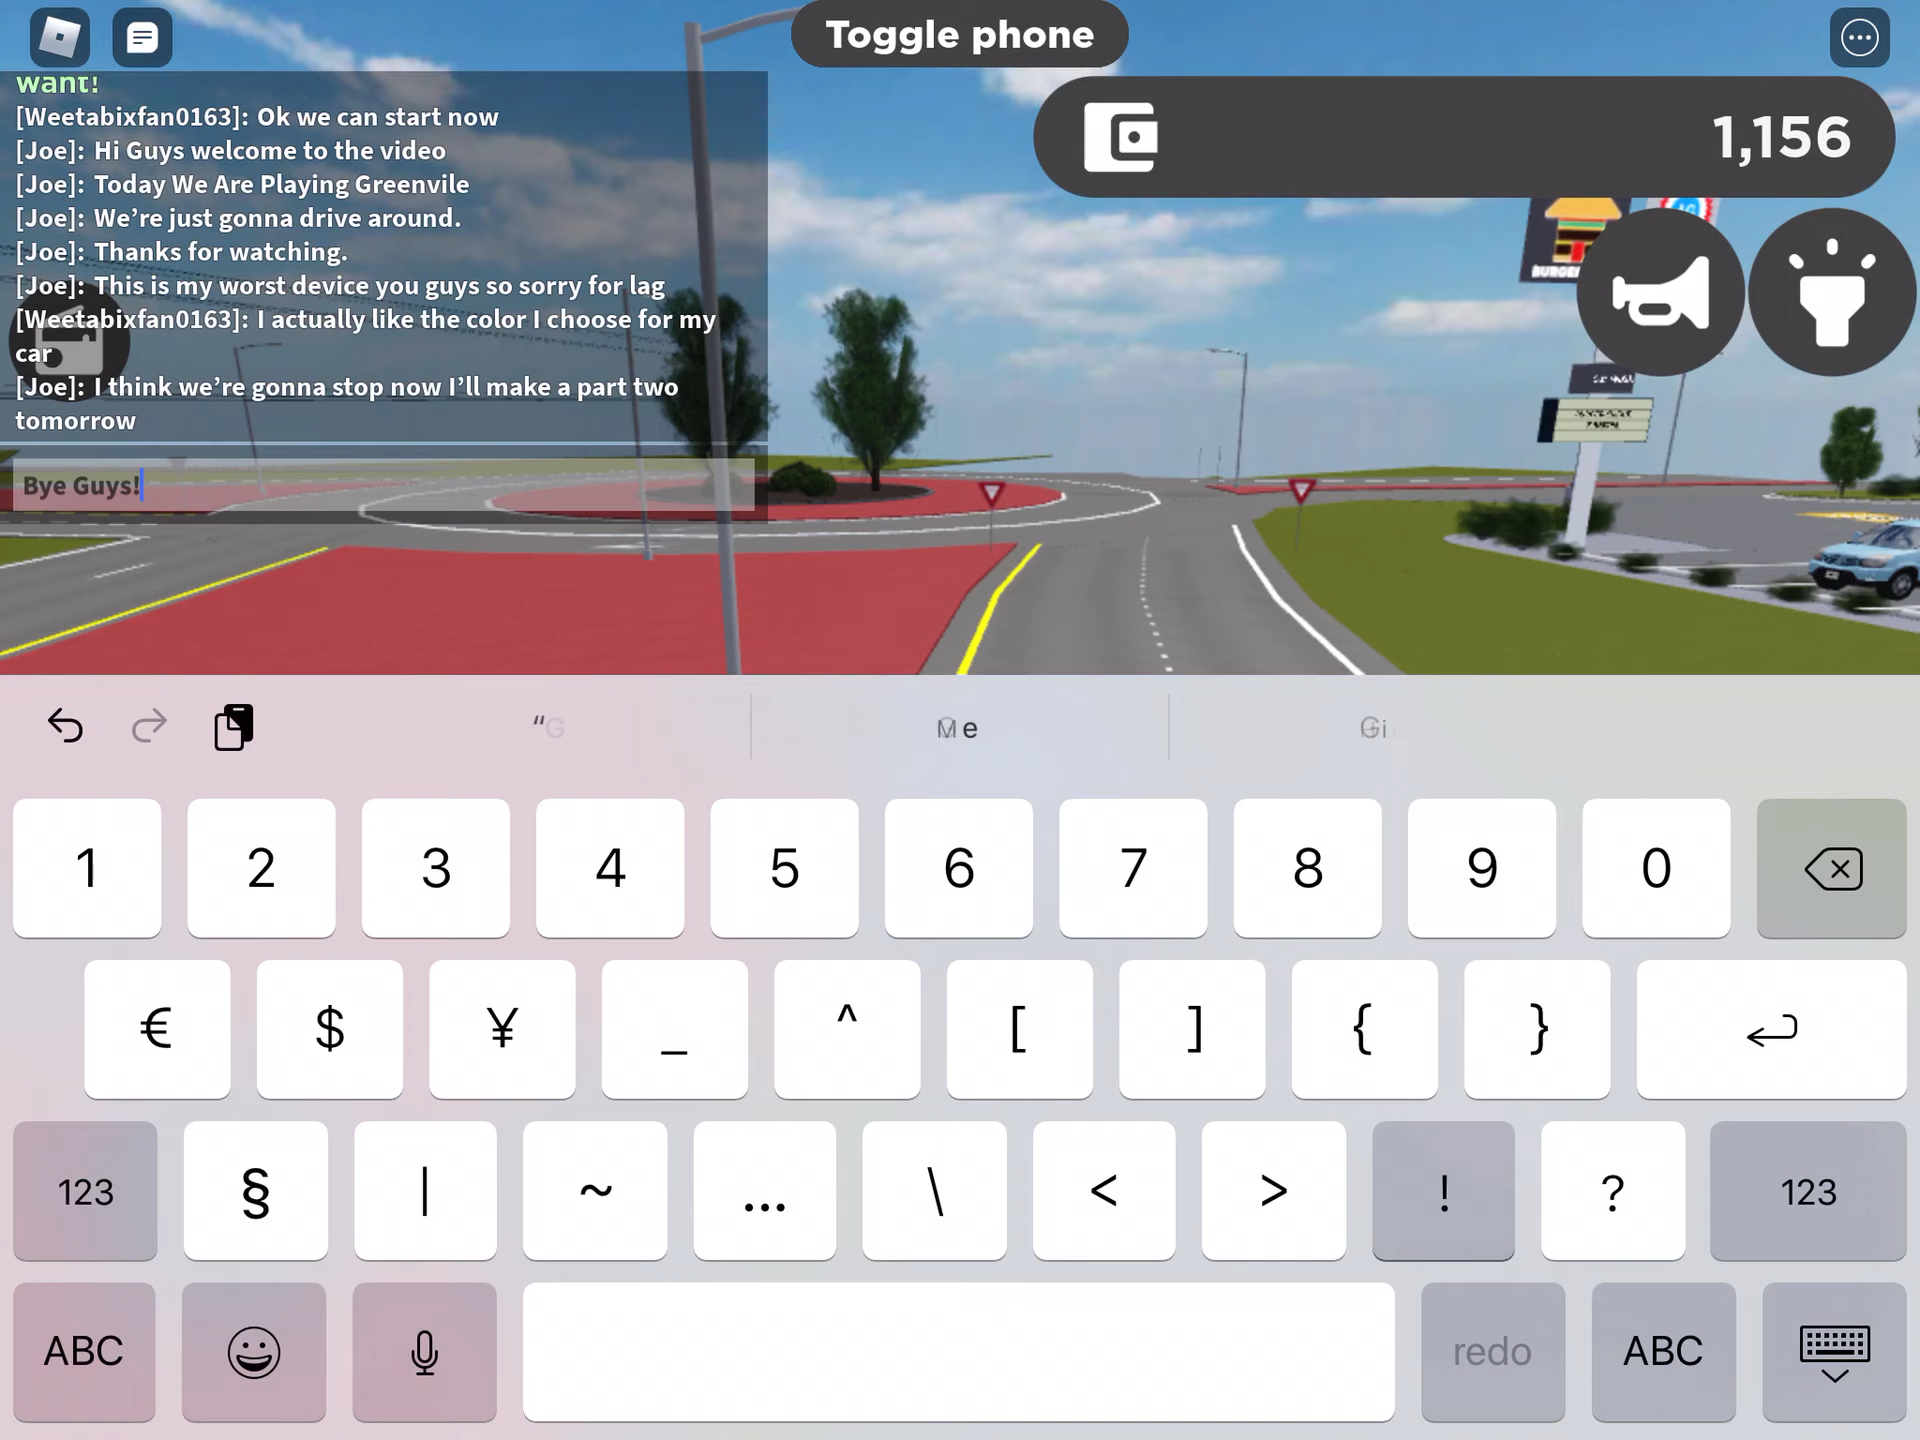 Toggle phone
want!
[Weetabixfan0163]: Ok we can start now
[Joe]: Hi Guys welcome to the video
[Joe]: Today We Are Playing Greenvile
[Joe]: We’re just gonna drive around.
[Joe]: Thanks for watching.
[Joe]: This is my worst device you guys so sorry for lag
[Weetabixfan0163]: I actually like the color I choose for my
car
[Joe]: I think we’re gonna stop now I’ll make a part two
tomorrow
Bye Guys!
1,156
BURGE
“ Me Gi
1 2 3 4 5 6 7 8 9 0
€ $ ¥ _ ^ [ ] { }
123 § | ~ … \ < > ! ? 123
ABC redo ABC